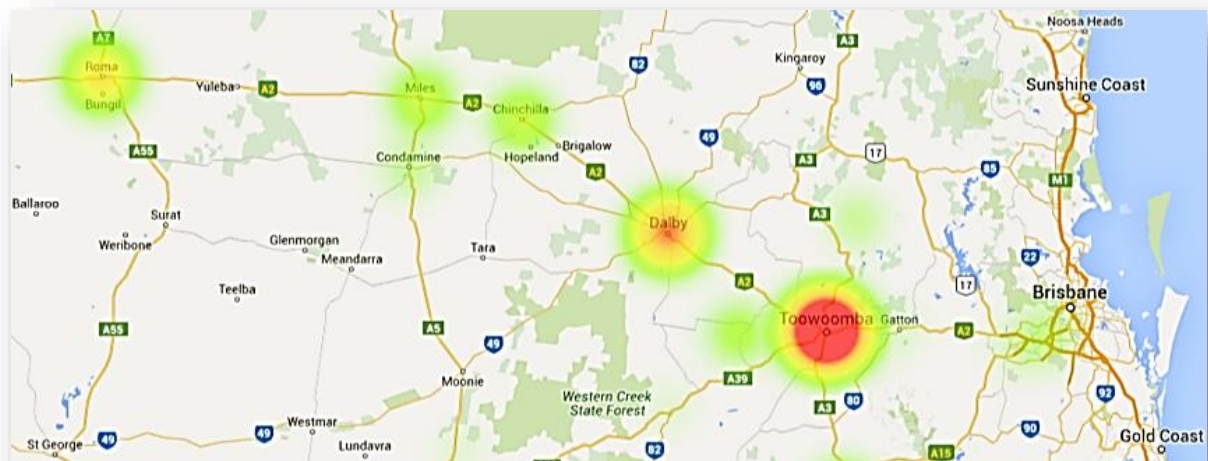 Noosa Heads
A7
A3
Roma
82
Kingaroy
Yuleba
A2
Miles
96
Sunshine Coast
Bungil
A2
Chinchilla
49
A55
Condamine
Hopeland
Brigalow
A3
17
A2
85
M1
Ballaroo
Surat
Dalby
A3
Weribone
Glenmorgan
Tara
22
Meandarra
A2
17
Teelba
Brisbane
Toowoomba
Gatton
A55
A5
A2
49
Moonie
A39
Western Creek
State Forest
A3
80
92
Westmar
49
49
90
St George
Lundavra
82
A15
Gold Coast